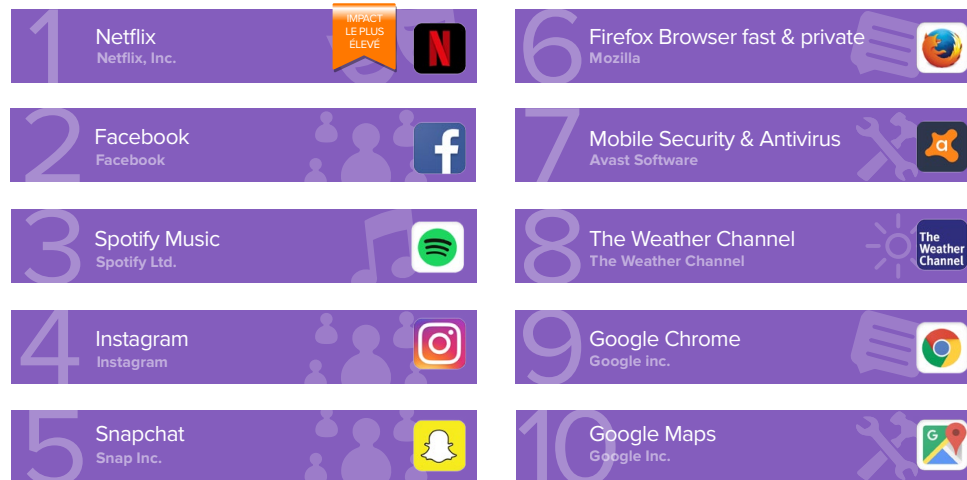 1
Netflix
Netflix, Inc.
IMPACT
LE PLUS
ÉLEVÉ
N
2
Facebook
Facebook
f
3
Spotify Music
Spotify Ltd.
4
Instagram
Instagram
5
Snapchat
Snap Inc.
6
Firefox Browser fast & private
Mozilla
7
Mobile Security & Antivirus
Avast Software
a
8
The Weather Channel
The Weather Channel
The
Weather
Channel
9
Google Chrome
Google inc.
10
Google Maps
Google Inc.
G